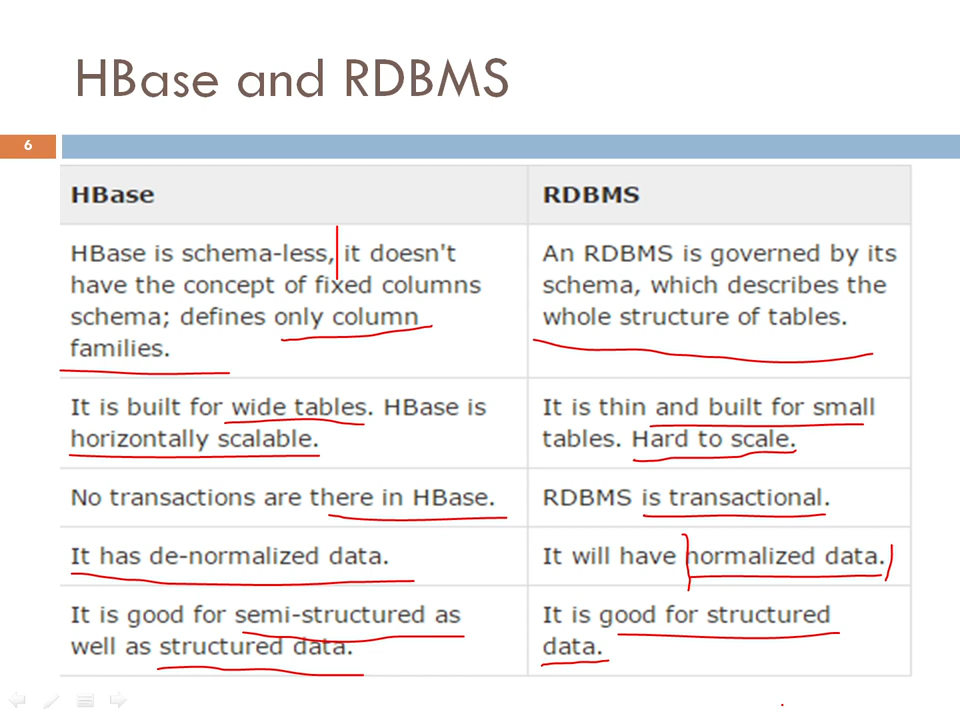 HBase and RDBMS
6
HBase
RDBMS
HBase is schema-less, it doesn't
have the concept of fixed columns
schema; defines only column
families.
An RDBMS is governed by its
schema, which describes the
whole structure of tables.
It is built for wide tables. HBase is
horizontally scalable.
It is thin and built for small
tables. Hard to scale.
No transactions are there in HBase.
RDBMS is transactional.
It has de-normalized data.
It will have normalized data.
It is good for semi-structured as
well as structured data.
It is good for structured
data.